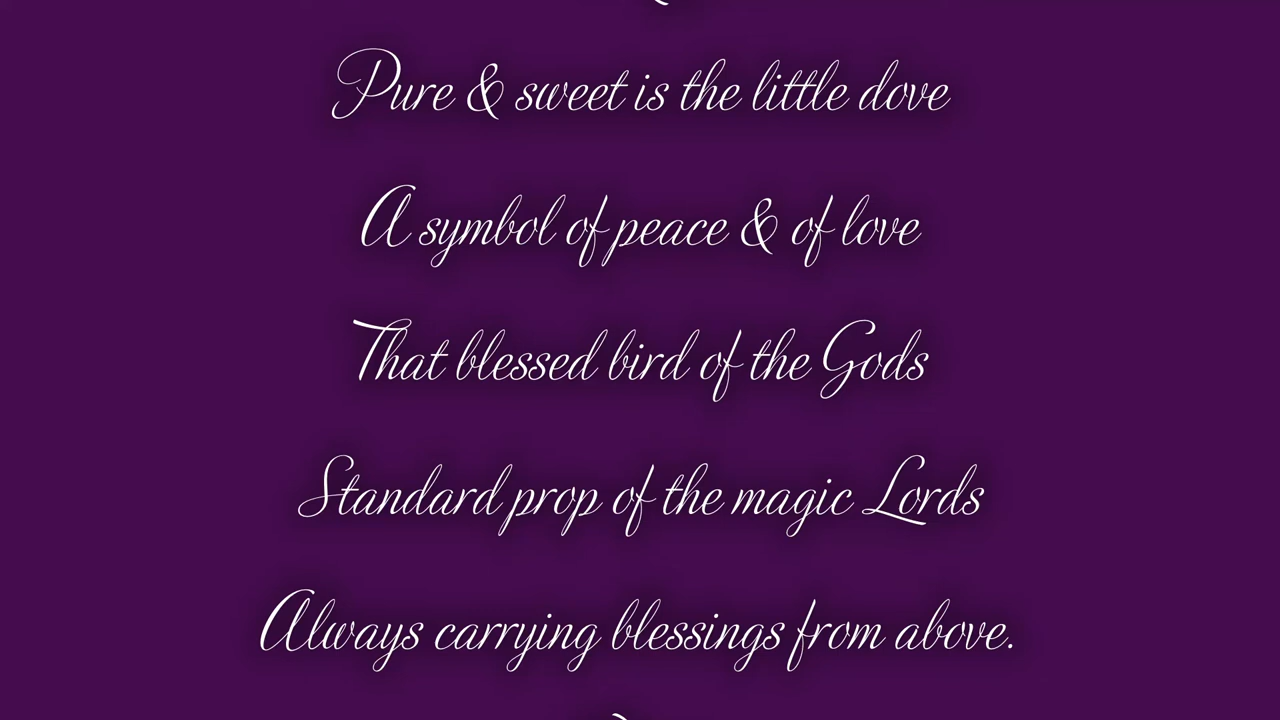 Pure & sweet is the little dove
A symbol of peace & of love
That blessed bird of the Gods
Standard prop of the magic Lords
Always carrying blessings from above.